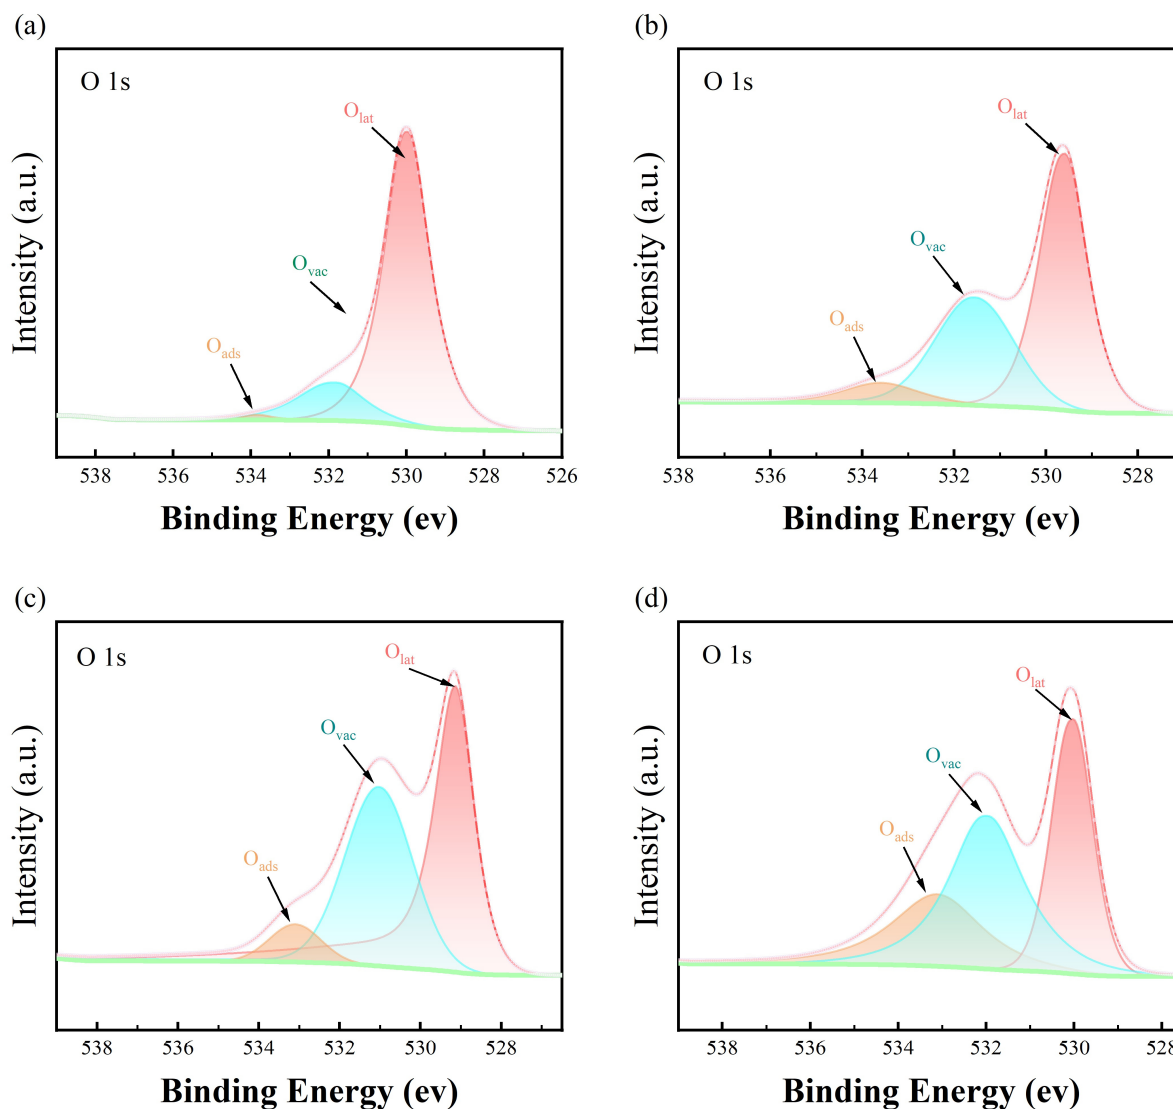 (a)
O 1s
O_lat
O_vac
O_ads
Intensity (a.u.)
538 536 534 532 530 528 526
Binding Energy (ev)
(b)
O 1s
O_lat
O_vac
O_ads
Intensity (a.u.)
538 536 534 532 530 528
Binding Energy (ev)
(c)
O 1s
O_lat
O_vac
O_ads
Intensity (a.u.)
538 536 534 532 530 528
Binding Energy (ev)
(d)
O 1s
O_lat
O_vac
O_ads
Intensity (a.u.)
538 536 534 532 530 528
Binding Energy (ev)